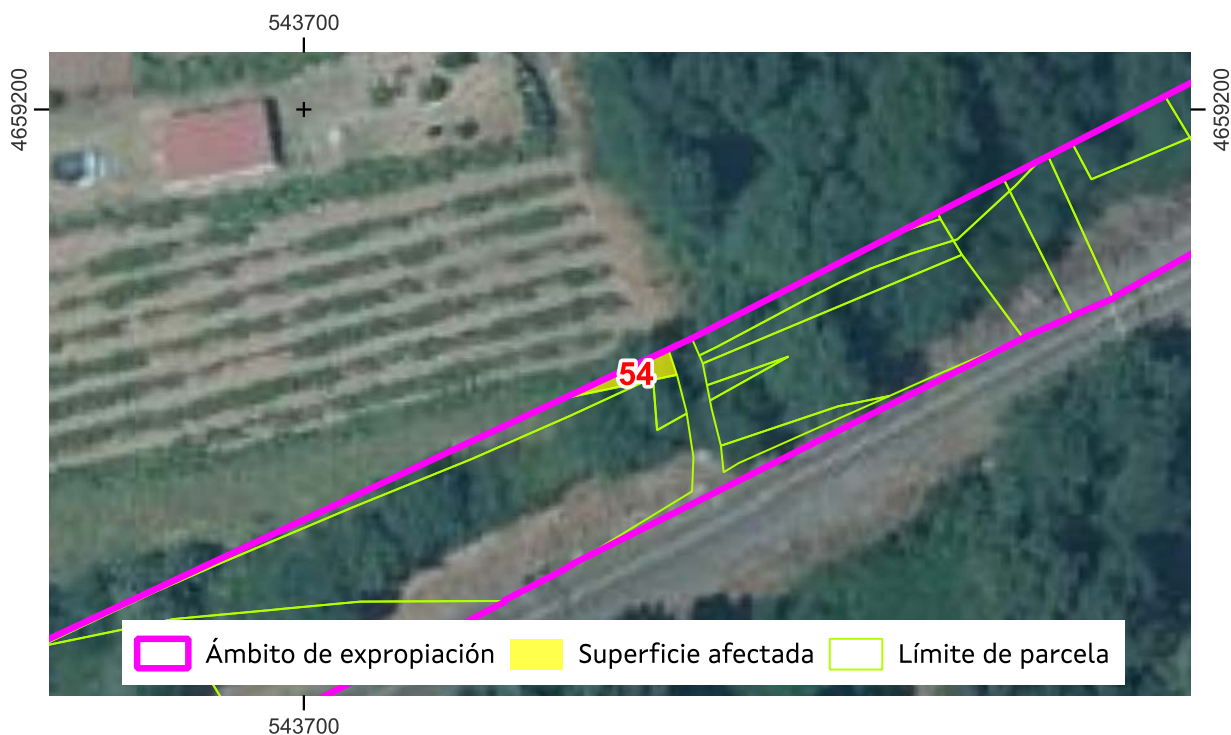 543700
4659200
4659200
54
Ámbito de expropiación
Superficie afectada
Límite de parcela
543700